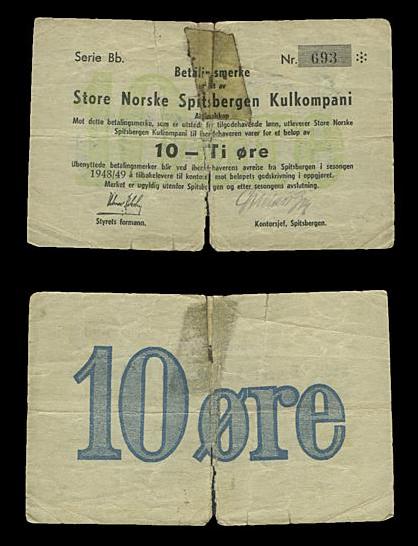 Serie Bb.
Nr. 693
Betalingsmerke
av
Store Norske Spitsbergen Kulkompani
Aktieselskap
Mot dette betalingsmerke, som er utstedt for tilgodehavende lønn, utleverer Store Norske
Spitsbergen Kulkompani til ihendehaveren varer for et beløp av
10 — Ti øre
Ubenyttede betalingsmerker blir ved ihendehaverens avreise fra Spitsbergen i sesongen
1948/49 å tilbakelevere til kontoret mot beløpets godskrivning i oppgjøret.
Merket er ugyldig utenfor Spitsbergen og etter sesongens avslutning.
Styrets formann.
Kontorsjef, Spitsbergen.
10 øre